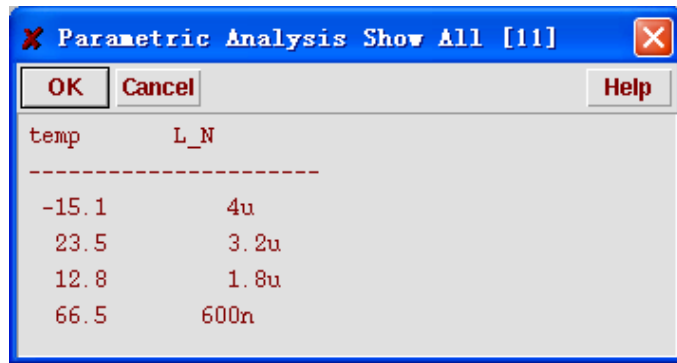 Parametric Analysis Show All [11]
OK Cancel Help
temp L_N
----------------------
-15.1 4u
23.5 3.2u
12.8 1.8u
66.5 600n